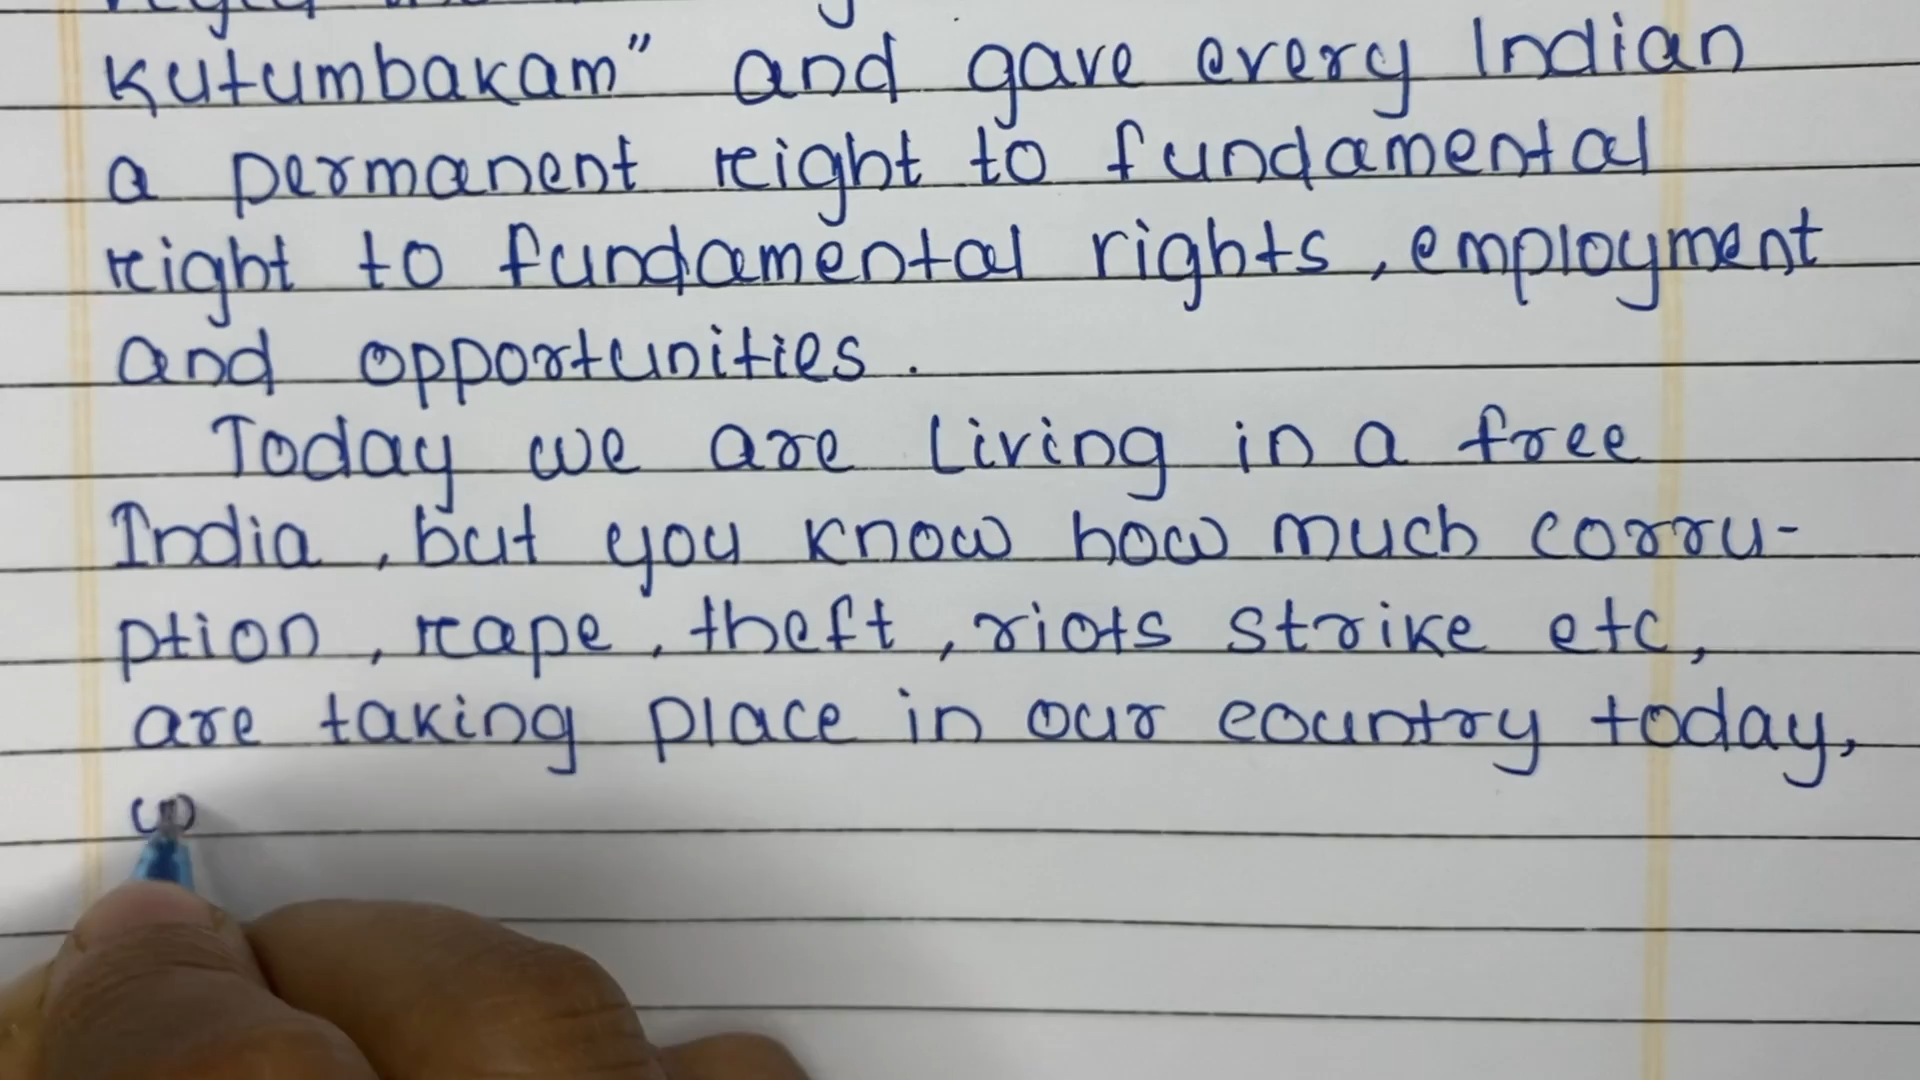 Kutumbakam" and gave every Indian
a permanent right to fundamental
right to fundamental rights, employment
and opportunities.
Today we are living in a free
India, but you know how much corru-
ption, rape, theft, riots strike etc,
are taking place in our country today,